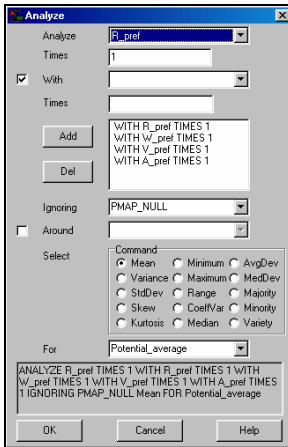 Analyze
Analyze R_pref
Times 1
With
Times
Add
Del
WITH R_pref TIMES 1
WITH W_pref TIMES 1
WITH V_pref TIMES 1
WITH A_pref TIMES 1
Ignoring PMAP_NULL
Around
Select
Command
Mean Minimum AvgDev
Variance Maximum MedDev
StdDev Range Majority
Skew CoeffVar Minority
Kurtosis Median Variety
For Potential_average
ANALYZE R_pref TIMES 1 WITH R_pref TIMES 1 WITH
W_pref TIMES 1 WITH V_pref TIMES 1 WITH A_pref TIMES
1 IGNORING PMAP_NULL Mean FOR Potential_average
OK Cancel Help